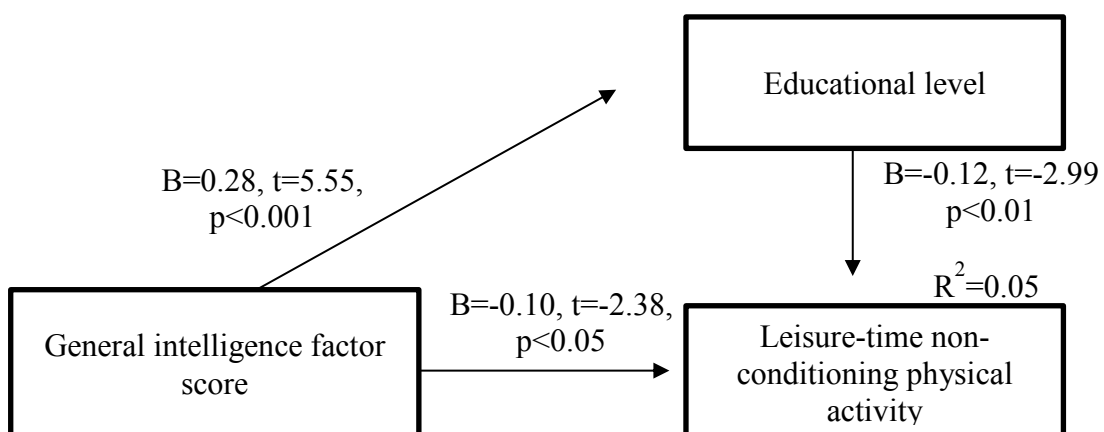 Educational level
B=0.28, t=5.55,
p<0.001
B=-0.12, t=-2.99
p<0.01
R²=0.05
B=-0.10, t=-2.38,
p<0.05
General intelligence factor
score
Leisure-time non-
conditioning physical
activity